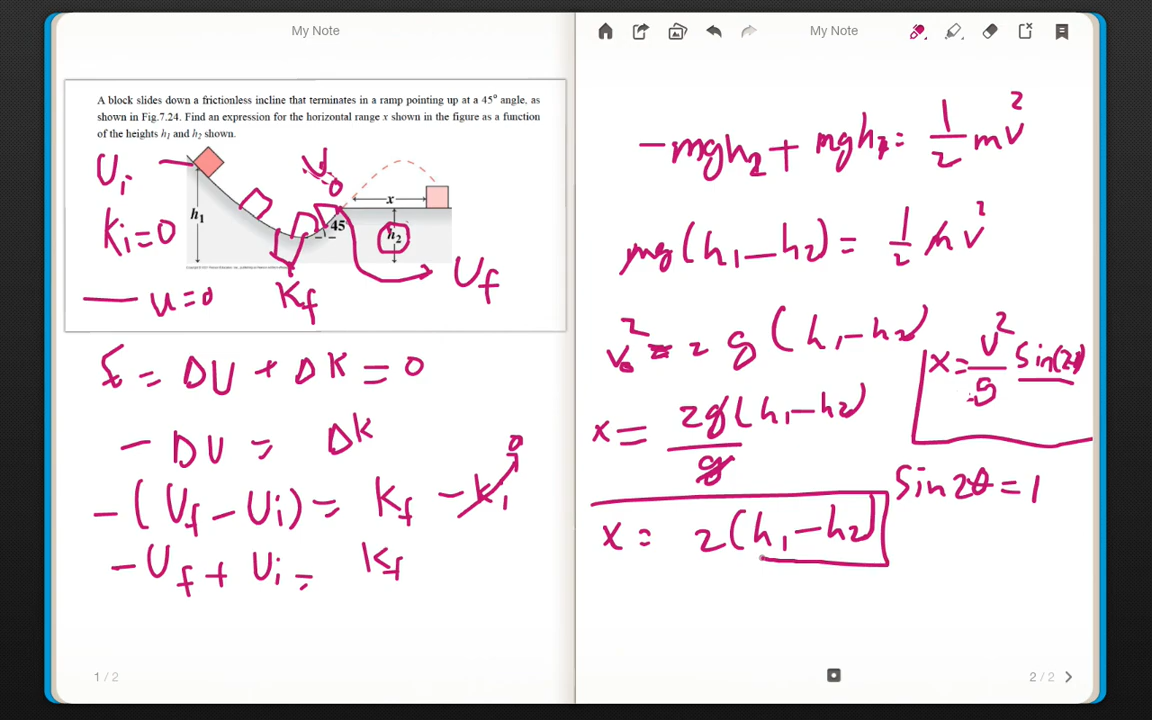 My Note
A block slides down a frictionless incline that terminates in a ramp pointing up at a 45° angle, as
shown in Fig.7.24. Find an expression for the horizontal range x shown in the figure as a function
of the heights h₁ and h₂ shown.
Ui
V₀
x
h₁
45
h₂
Ki=0
Uf
u=0
Kf
= ΔU + ΔK = 0
- ΔU = ΔK
- (Uf - Ui) = Kf - Ki 0
- Uf + Ui = Kf
1 / 2
My Note
-mgh₂ + mgh₁ = 1/2 mv²
mg(h₁-h₂) = 1/2 mv²
v₀² = 2 g (h₁-h₂)
x = v²/g sin(2θ)
x = 2g(h₁-h₂)/g
sin2θ = 1
x = 2(h₁-h₂)
2 / 2